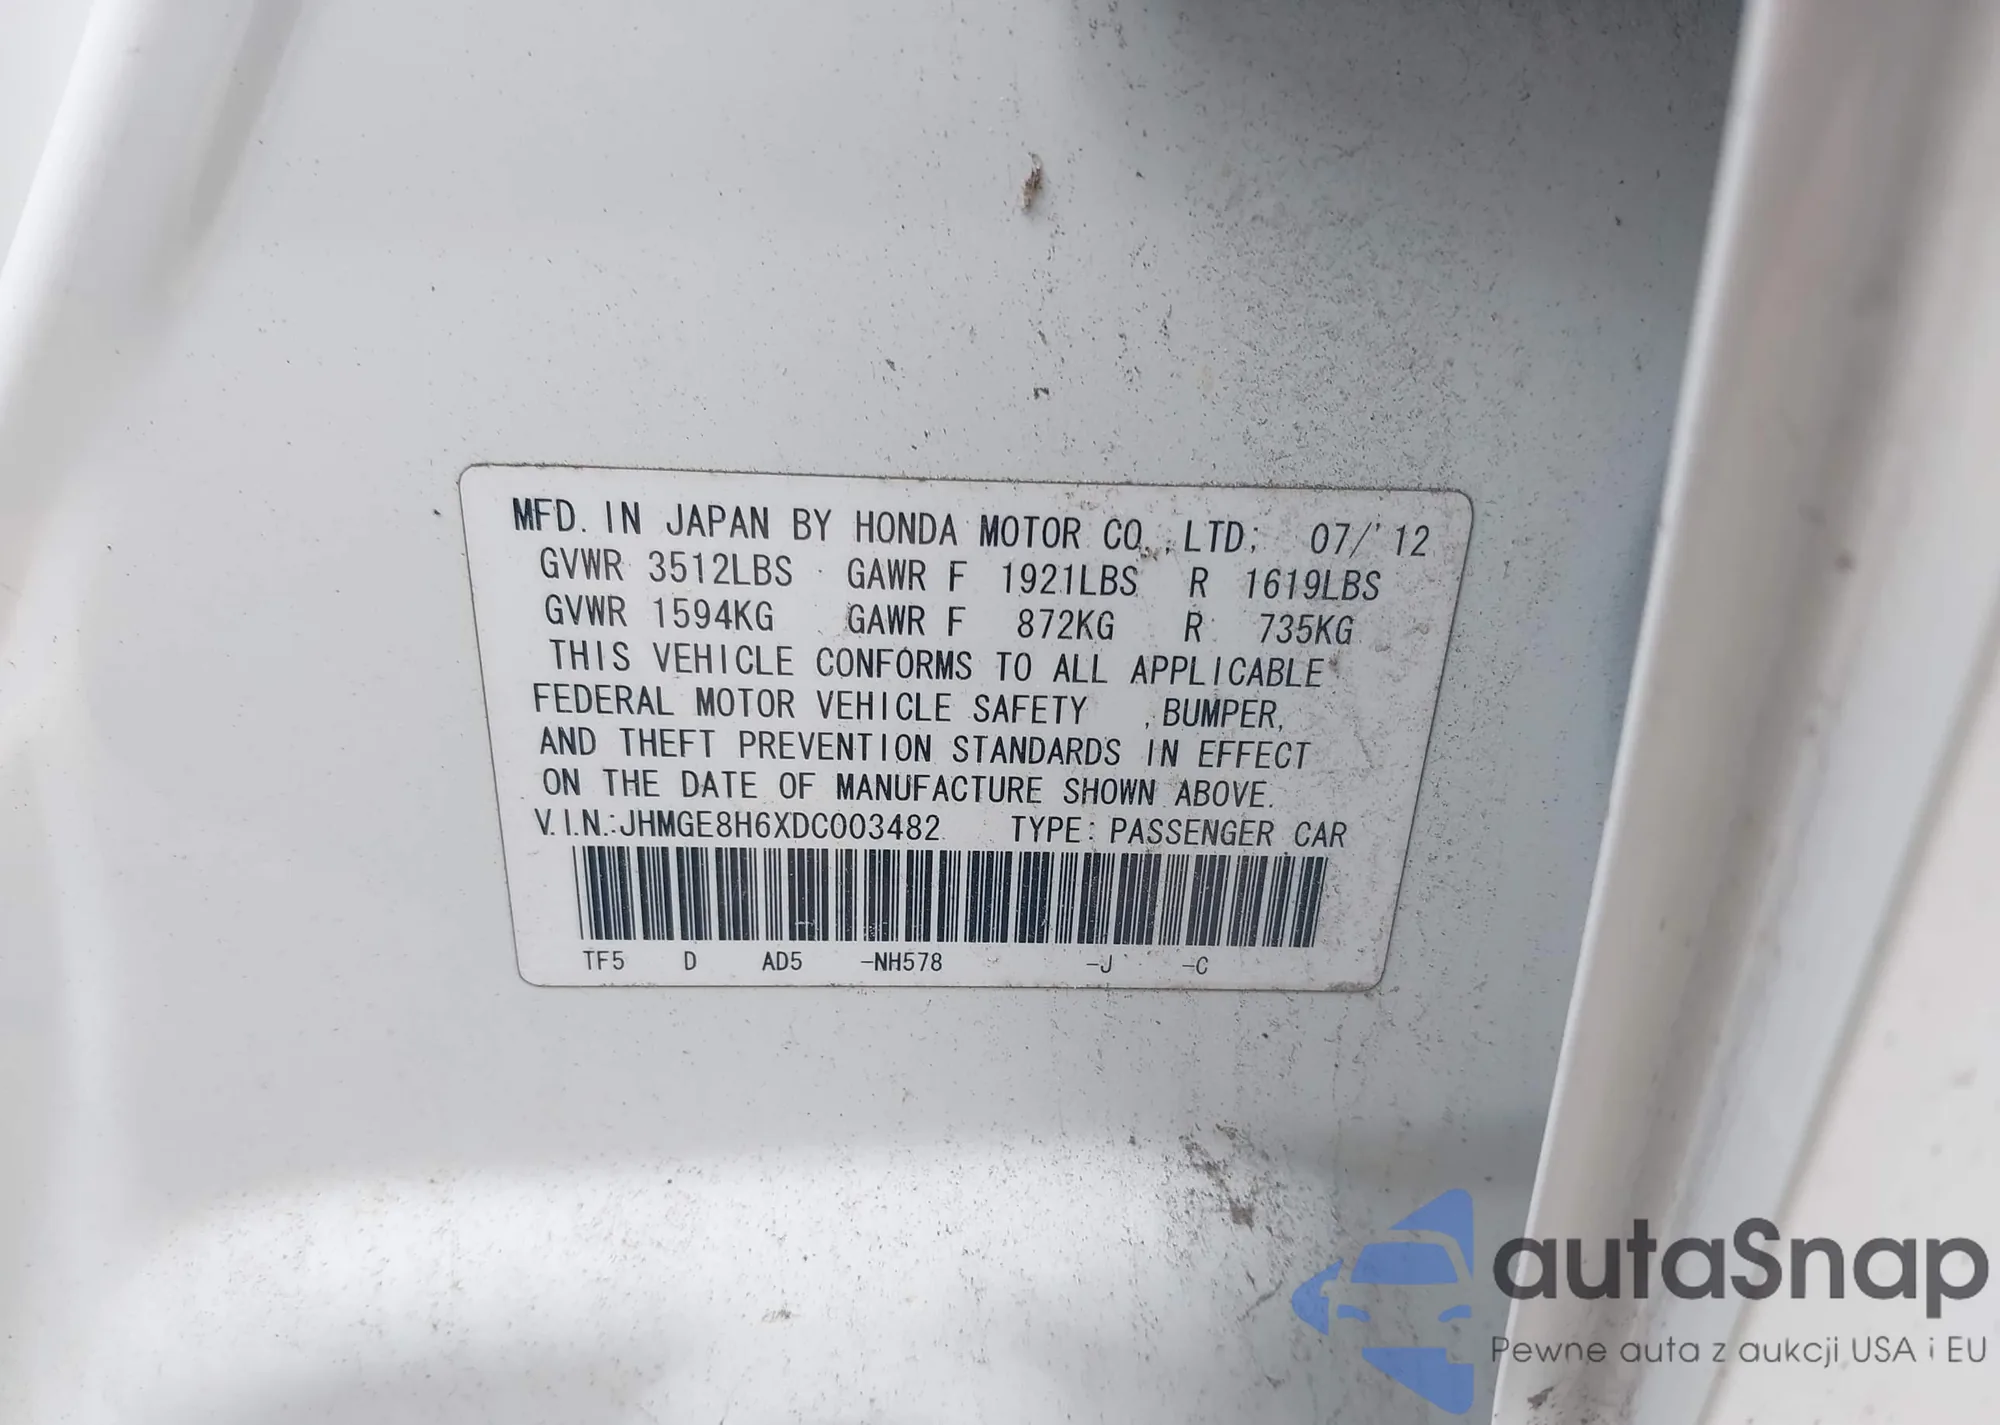 MFD. IN JAPAN BY HONDA MOTOR CO.,LTD; 07/'12
GVWR 3512LBS GAWR F 1921LBS R 1619LBS
GVWR 1594KG GAWR F 872KG R 735KG
THIS VEHICLE CONFORMS TO ALL APPLICABLE
FEDERAL MOTOR VEHICLE SAFETY , BUMPER,
AND THEFT PREVENTION STANDARDS IN EFFECT
ON THE DATE OF MANUFACTURE SHOWN ABOVE.
V.I.N.:JHMGE8H6XDC003482 TYPE: PASSENGER CAR
TF5 D AD5 -NH578 -J -C
autaSnap
Pewne auta z aukcji USA i EU